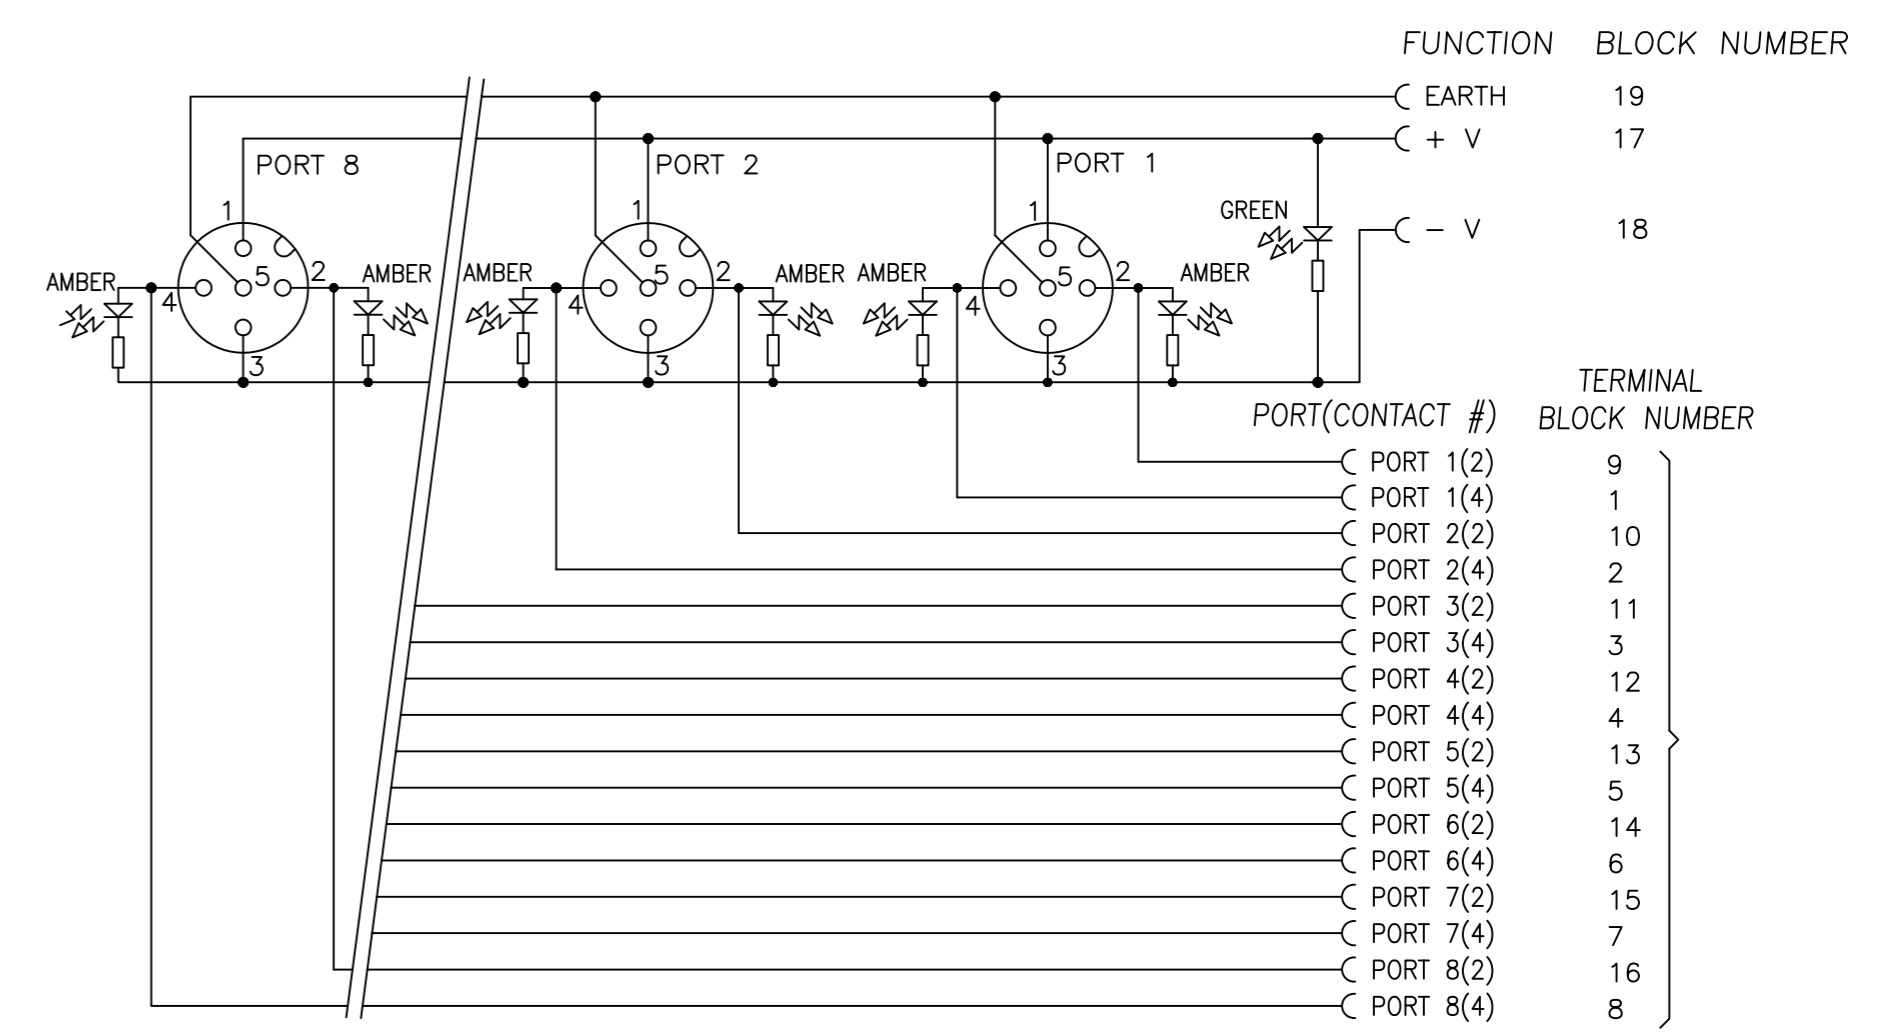 FUNCTION BLOCK NUMBER
EARTH 19
+ V 17
PORT 8 PORT 2 PORT 1
1 1 1 GREEN - V 18
AMBER 4 5 2 AMBER AMBER 4 5 2 AMBER AMBER 4 5 2 AMBER
3 3 3
TERMINAL
PORT(CONTACT #) BLOCK NUMBER
PORT 1(2) 9
PORT 1(4) 1
PORT 2(2) 10
PORT 2(4) 2
PORT 3(2) 11
PORT 3(4) 3
PORT 4(2) 12
PORT 4(4) 4
PORT 5(2) 13
PORT 5(4) 5
PORT 6(2) 14
PORT 6(4) 6
PORT 7(2) 15
PORT 7(4) 7
PORT 8(2) 16
PORT 8(4) 8